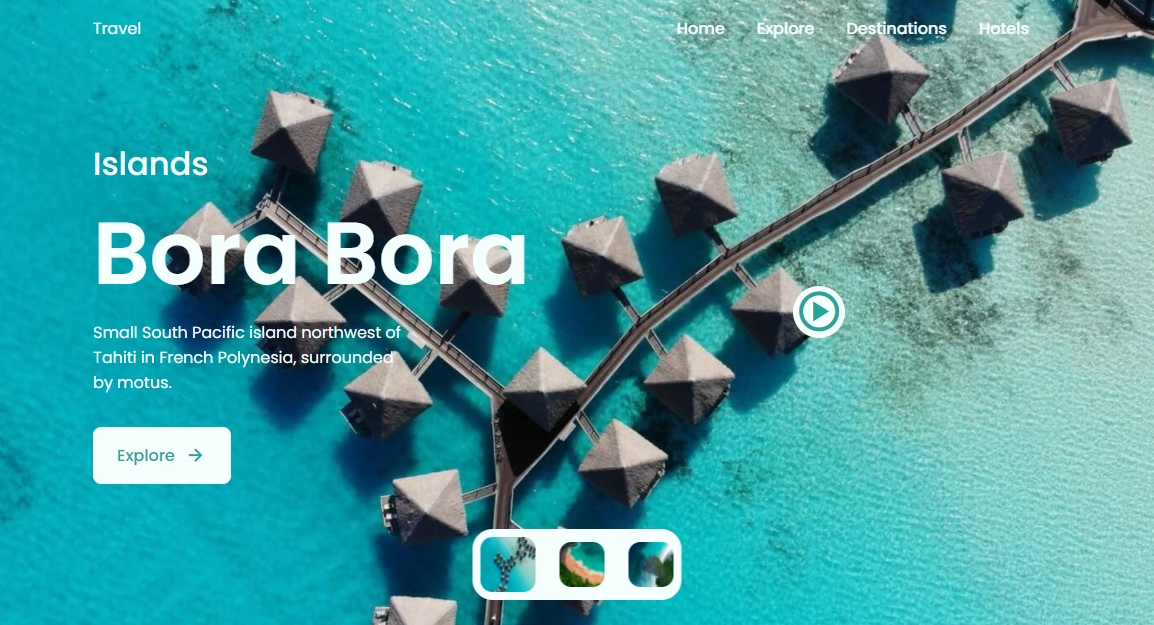 Travel
Home Explore Destinations Hotels
Islands
Bora Bora
Small South Pacific island northwest of
Tahiti in French Polynesia, surrounded
by motus.
Explore